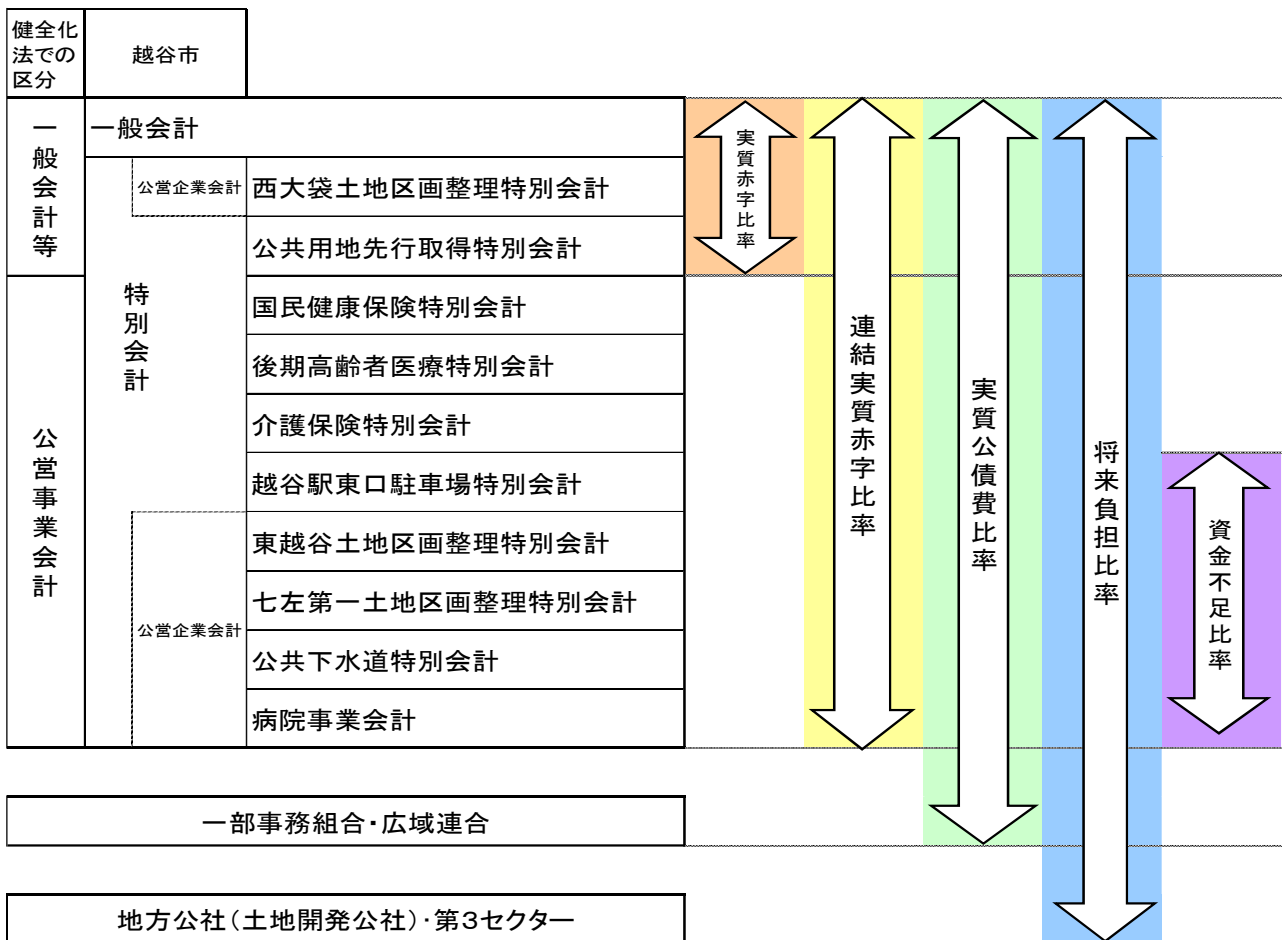 健全化
法での
区分
越谷市
一般会計等
一般会計
実質赤字比率
連結実質赤字比率
実質公債費比率
将来負担比率
特別会計
公営企業会計
西大袋土地区画整理特別会計
公共用地先行取得特別会計
公営事業会計
国民健康保険特別会計
後期高齢者医療特別会計
介護保険特別会計
越谷駅東口駐車場特別会計
資金不足比率
公営企業会計
東越谷土地区画整理特別会計
七左第一土地区画整理特別会計
公共下水道特別会計
病院事業会計
一部事務組合・広域連合
地方公社(土地開発公社)・第3セクター